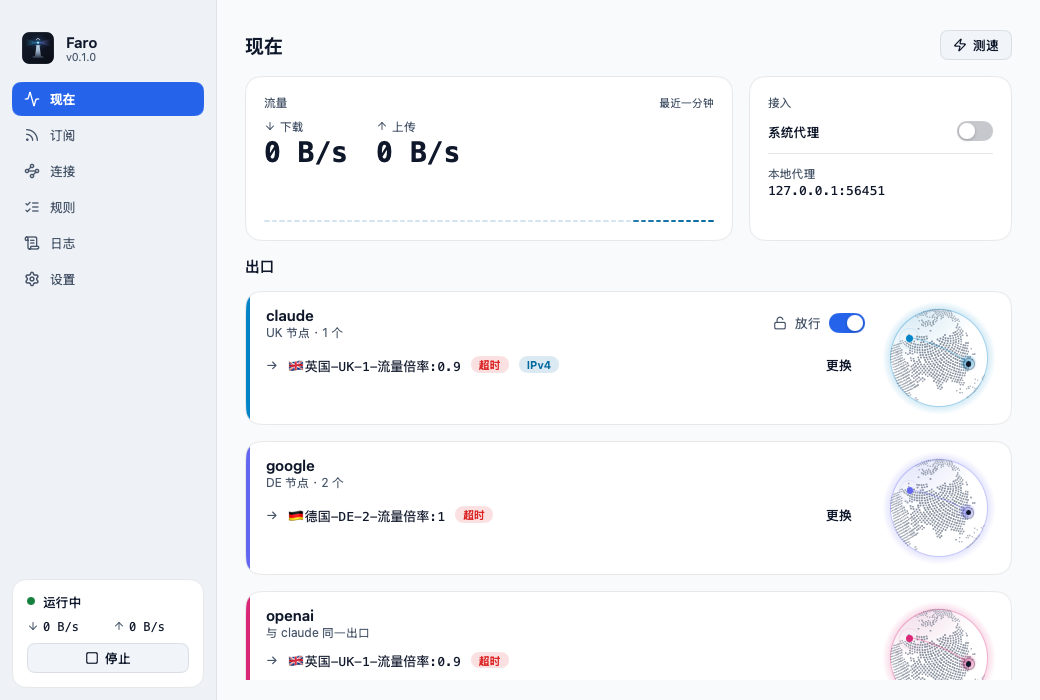 Faro
v0.1.0
现在
订阅
连接
规则
日志
设置
运行中
↓ 0 B/s ↑ 0 B/s
停止
现在
测速
流量 最近一分钟
↓ 下载 ↑ 上传
0 B/s 0 B/s
接入
系统代理
本地代理
127.0.0.1:56451
出口
claude
UK 节点 · 1 个
放行
→ 🇬🇧英国-UK-1-流量倍率:0.9 超时 IPv4 更换
google
DE 节点 · 2 个
→ 🇩🇪德国-DE-2-流量倍率:1 超时 更换
openai
与 claude 同一出口
→ 🇬🇧英国-UK-1-流量倍率:0.9 超时